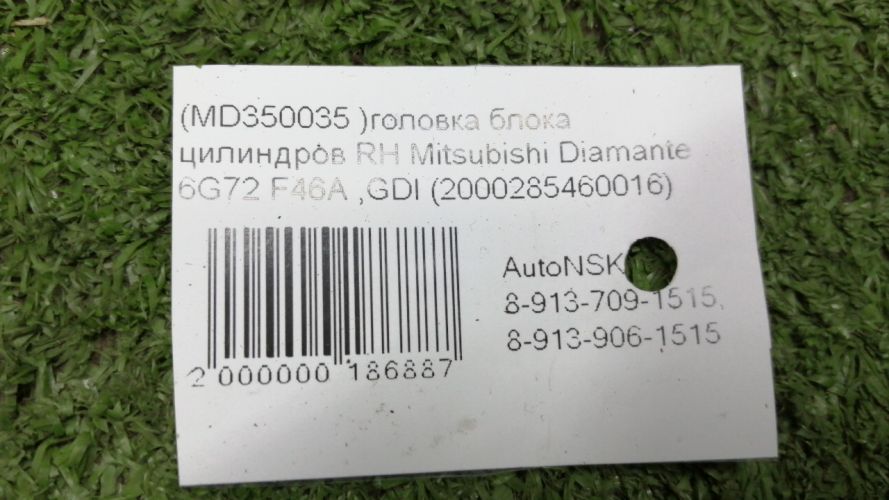 (MD350035 )головка блока
цилиндров RH Mitsubishi Diamante
6G72 F46A ,GDI (2000285460016)
AutoNSK
8-913-709-1515,
8-913-906-1515
2 000000 186887